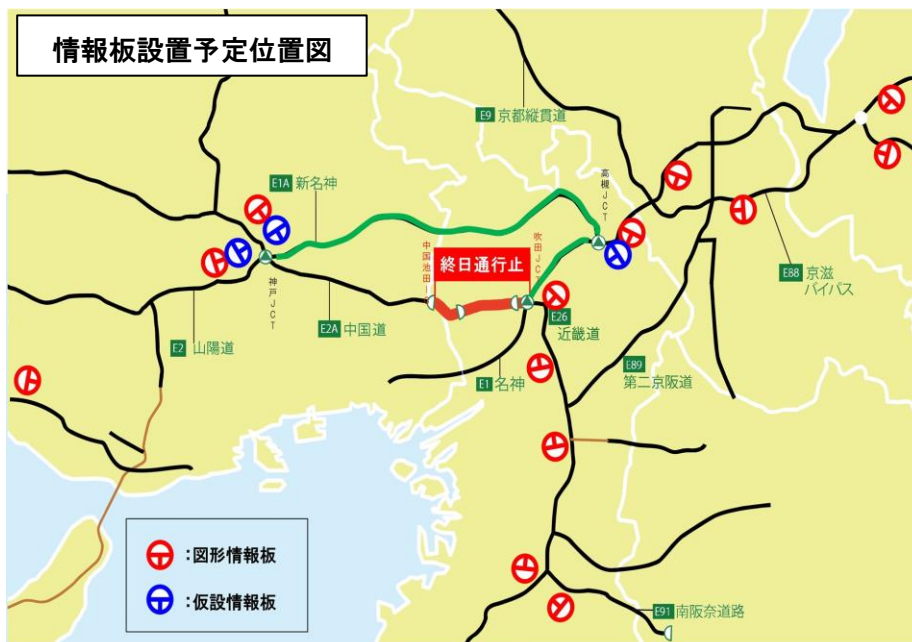 情報板設置予定位置図
E9 京都縦貫道
E1A 新名神
高槻JCT
中国池田
終日通行止
吹田JCT
神戸JCT
E88 京滋
バイパス
E26
近畿道
E2A 中国道
E2 山陽道
E1 名神
E89
第二京阪道
:図形情報板
:仮設情報板
E91 南阪奈道路